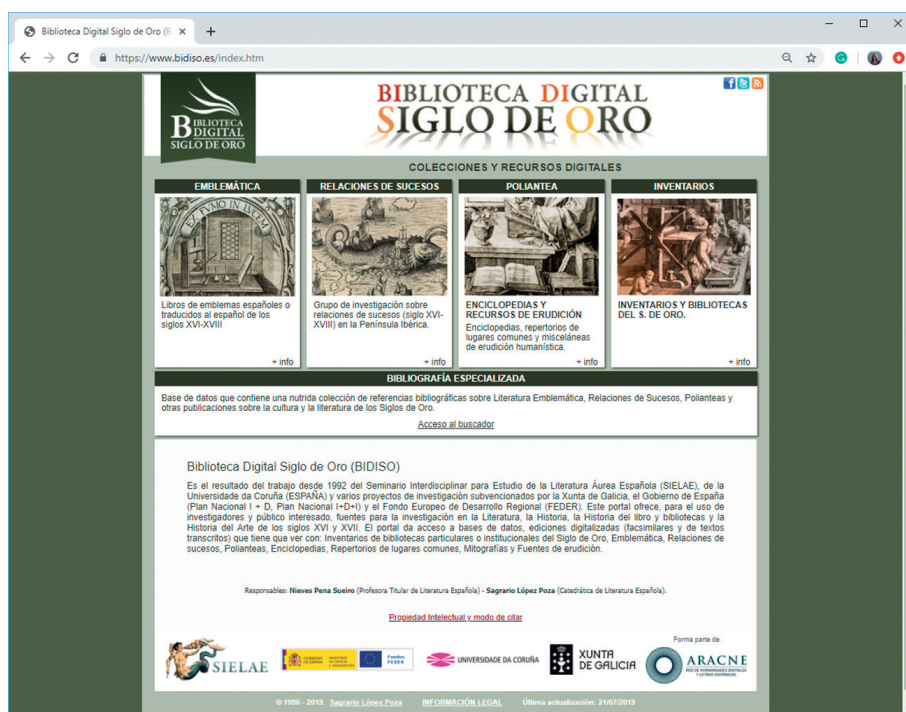 Biblioteca Digital Siglo de Oro (B
https://www.bidiso.es/index.htm
BIBLIOTECA
DIGITAL
SIGLO DE ORO
BIBLIOTECA DIGITAL
SIGLO DE ORO
COLECCIONES Y RECURSOS DIGITALES
EMBLEMÁTICA
EX FVMO IN LVCEM
Libros de emblemas españoles o
traducidos al español de los
siglos XVI-XVIII
+ info
RELACIONES DE SUCESOS
Grupo de investigación sobre
relaciones de sucesos (siglo XVI-
XVIII) en la Península Ibérica.
+ info
POLIANTEA
ENCICLOPEDIAS Y
RECURSOS DE ERUDICIÓN
Enciclopedias, repertorios de
lugares comunes y misceláneas
de erudición humanística.
+ info
INVENTARIOS
INVENTARIOS Y BIBLIOTECAS
DEL S. DE ORO.
+ info
BIBLIOGRAFÍA ESPECIALIZADA
Base de datos que contiene una nutrida colección de referencias bibliográficas sobre Literatura Emblemática, Relaciones de Sucesos, Polianteas y
otras publicaciones sobre la cultura y la literatura de los Siglos de Oro.
Acceso al buscador
Biblioteca Digital Siglo de Oro (BIDISO)
Es el resultado del trabajo desde 1992 del Seminario Interdisciplinar para Estudio de la Literatura Áurea Española (SIELAE), de la
Universidade da Coruña (ESPAÑA) y varios proyectos de investigación subvencionados por la Xunta de Galicia, el Gobierno de España
(Plan Nacional I + D, Plan Nacional I+D+I) y el Fondo Europeo de Desarrollo Regional (FEDER). Este portal ofrece, para el uso de
investigadores y público interesado, fuentes para la investigación en la Literatura, la Historia, la Historia del libro y bibliotecas y la
Historia del Arte de los siglos XVI y XVII. El portal da acceso a bases de datos, ediciones digitalizadas (facsimilares y de textos
transcritos) que tiene que ver con: Inventarios de bibliotecas particulares o institucionales del Siglo de Oro, Emblemática, Relaciones de
sucesos, Polianteas, Enciclopedias, Repertorios de lugares comunes, Mitografías y Fuentes de erudición.
Responsables: Nieves Pena Sueiro (Profesora Titular de Literatura Española) - Sagrario López Poza (Catedrática de Literatura Española).
Propiedad Intelectual y modo de citar
SIELAE
Fondos
FEDER
UNIVERSIDADE DA CORUÑA
XUNTA
DE GALICIA
Forma parte de
ARACNE
RED DE HUMANIDADES DIGITALES
Y LETRAS HISPÁNICAS
© 1996 - 2019. Sagrario López Poza INFORMACIÓN LEGAL Última actualización: 21/07/2019